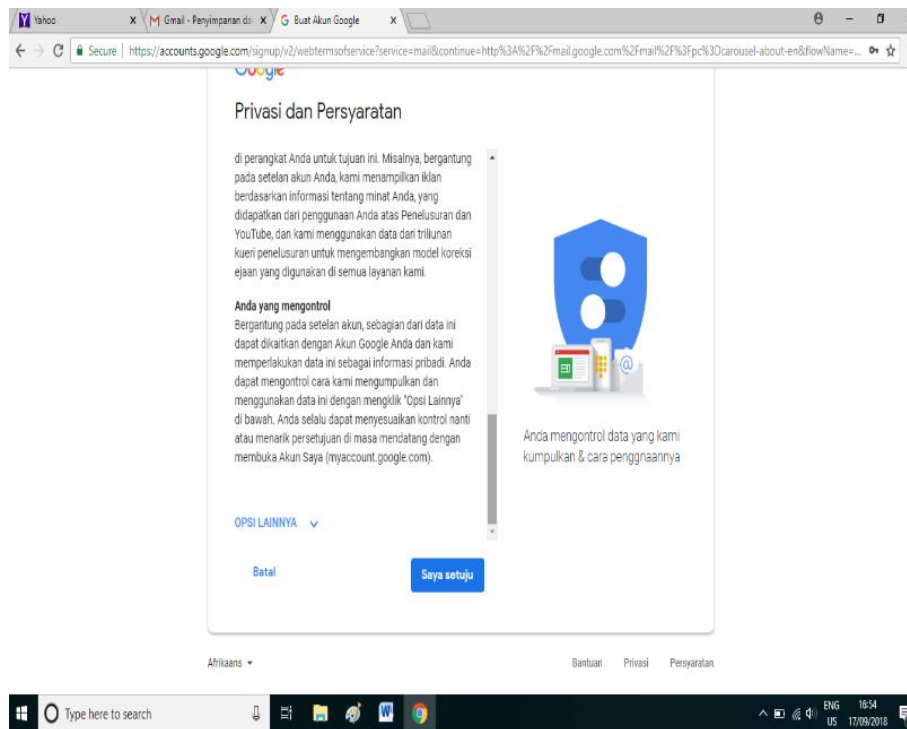 Yahoo
Gmail - Penyimpanan da
Buat Akun Google
Secure | https://accounts.google.com/signup/v2/webtermsofservice?service=mail&continue=http%3A%2F%2Fmail.google.com%2Fmail%2F%3Fpc%3Dcarousel-about-en&flowName=...
Google
Privasi dan Persyaratan
di perangkat Anda untuk tujuan ini. Misalnya, bergantung
pada setelan akun Anda, kami menampilkan iklan
berdasarkan informasi tentang minat Anda, yang
didapatkan dari penggunaan Anda atas Penelusuran dan
YouTube, dan kami menggunakan data dari triliunan
kueri penelusuran untuk mengembangkan model koreksi
ejaan yang digunakan di semua layanan kami.
Anda yang mengontrol
Bergantung pada setelan akun, sebagian dari data ini
dapat dikaitkan dengan Akun Google Anda dan kami
memperlakukan data ini sebagai informasi pribadi. Anda
dapat mengontrol cara kami mengumpulkan dan
menggunakan data ini dengan mengklik "Opsi Lainnya"
di bawah. Anda selalu dapat menyesuaikan kontrol nanti
atau menarik persetujuan di masa mendatang dengan
membuka Akun Saya (myaccount.google.com).
Anda mengontrol data yang kami
kumpulkan & cara penggnaannya
OPSI LAINNYA
Batal
Saya setuju
Afrikaans
Bantuan Privasi Persyaratan
Type here to search
ENG 16:54
US 17/09/2018